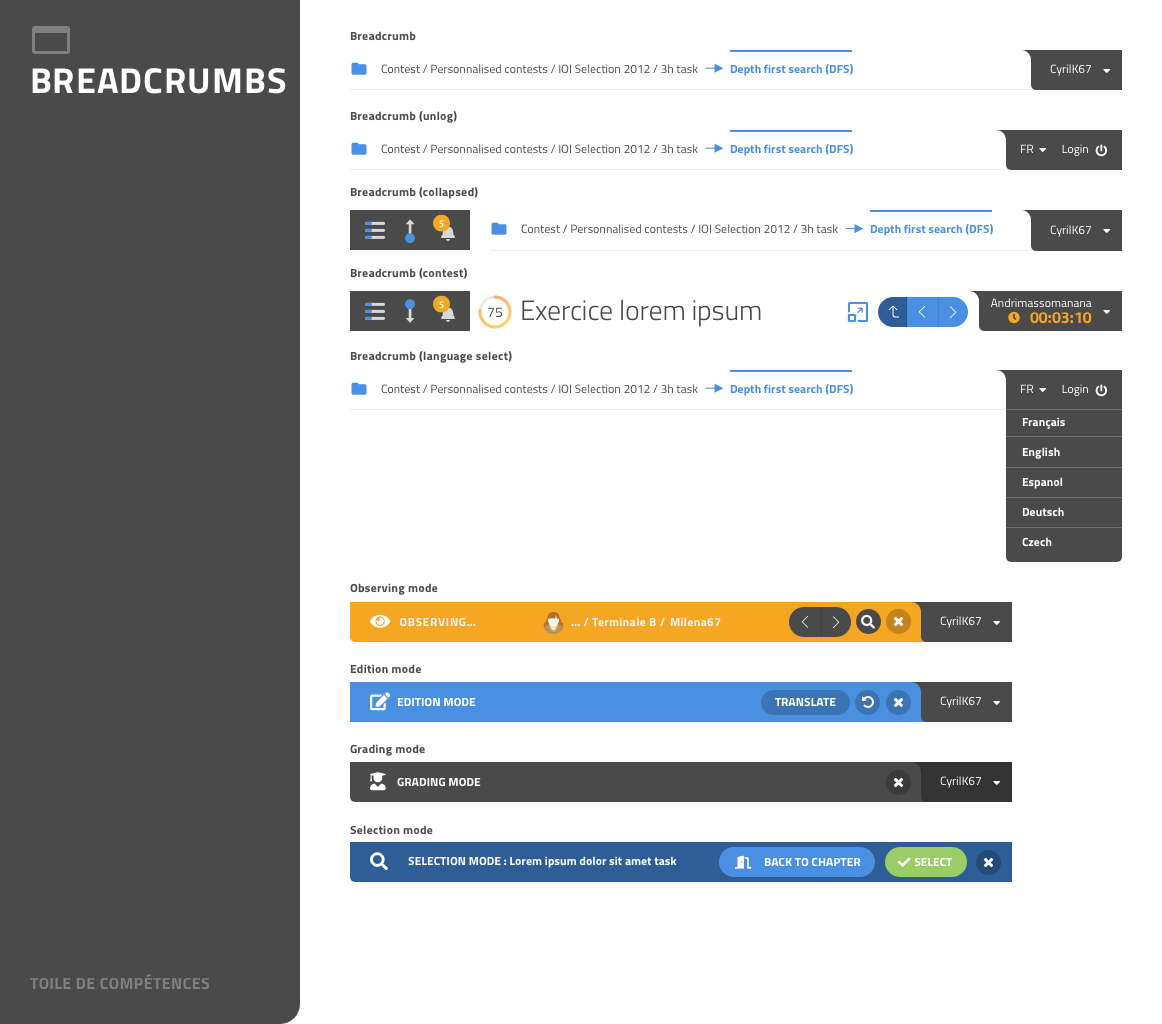 BREADCRUMBS
Breadcrumb
Contest / Personnalised contests / IOI Selection 2012 / 3h task Depth first search (DFS) CyrilK67
Breadcrumb (unlog)
Contest / Personnalised contests / IOI Selection 2012 / 3h task Depth first search (DFS) FR Login
Breadcrumb (collapsed)
5 Contest / Personnalised contests / IOI Selection 2012 / 3h task Depth first search (DFS) CyrilK67
Breadcrumb (contest)
5 75 Exercice lorem ipsum Andrimassomanana
00:03:10
Breadcrumb (language select)
Contest / Personnalised contests / IOI Selection 2012 / 3h task Depth first search (DFS) FR Login
Français
English
Espanol
Deutsch
Czech
Observing mode
OBSERVING... ... / Terminale B / Milena67 CyrilK67
Edition mode
EDITION MODE TRANSLATE CyrilK67
Grading mode
GRADING MODE CyrilK67
Selection mode
SELECTION MODE : Lorem ipsum dolor sit amet task BACK TO CHAPTER SELECT
TOILE DE COMPÉTENCES